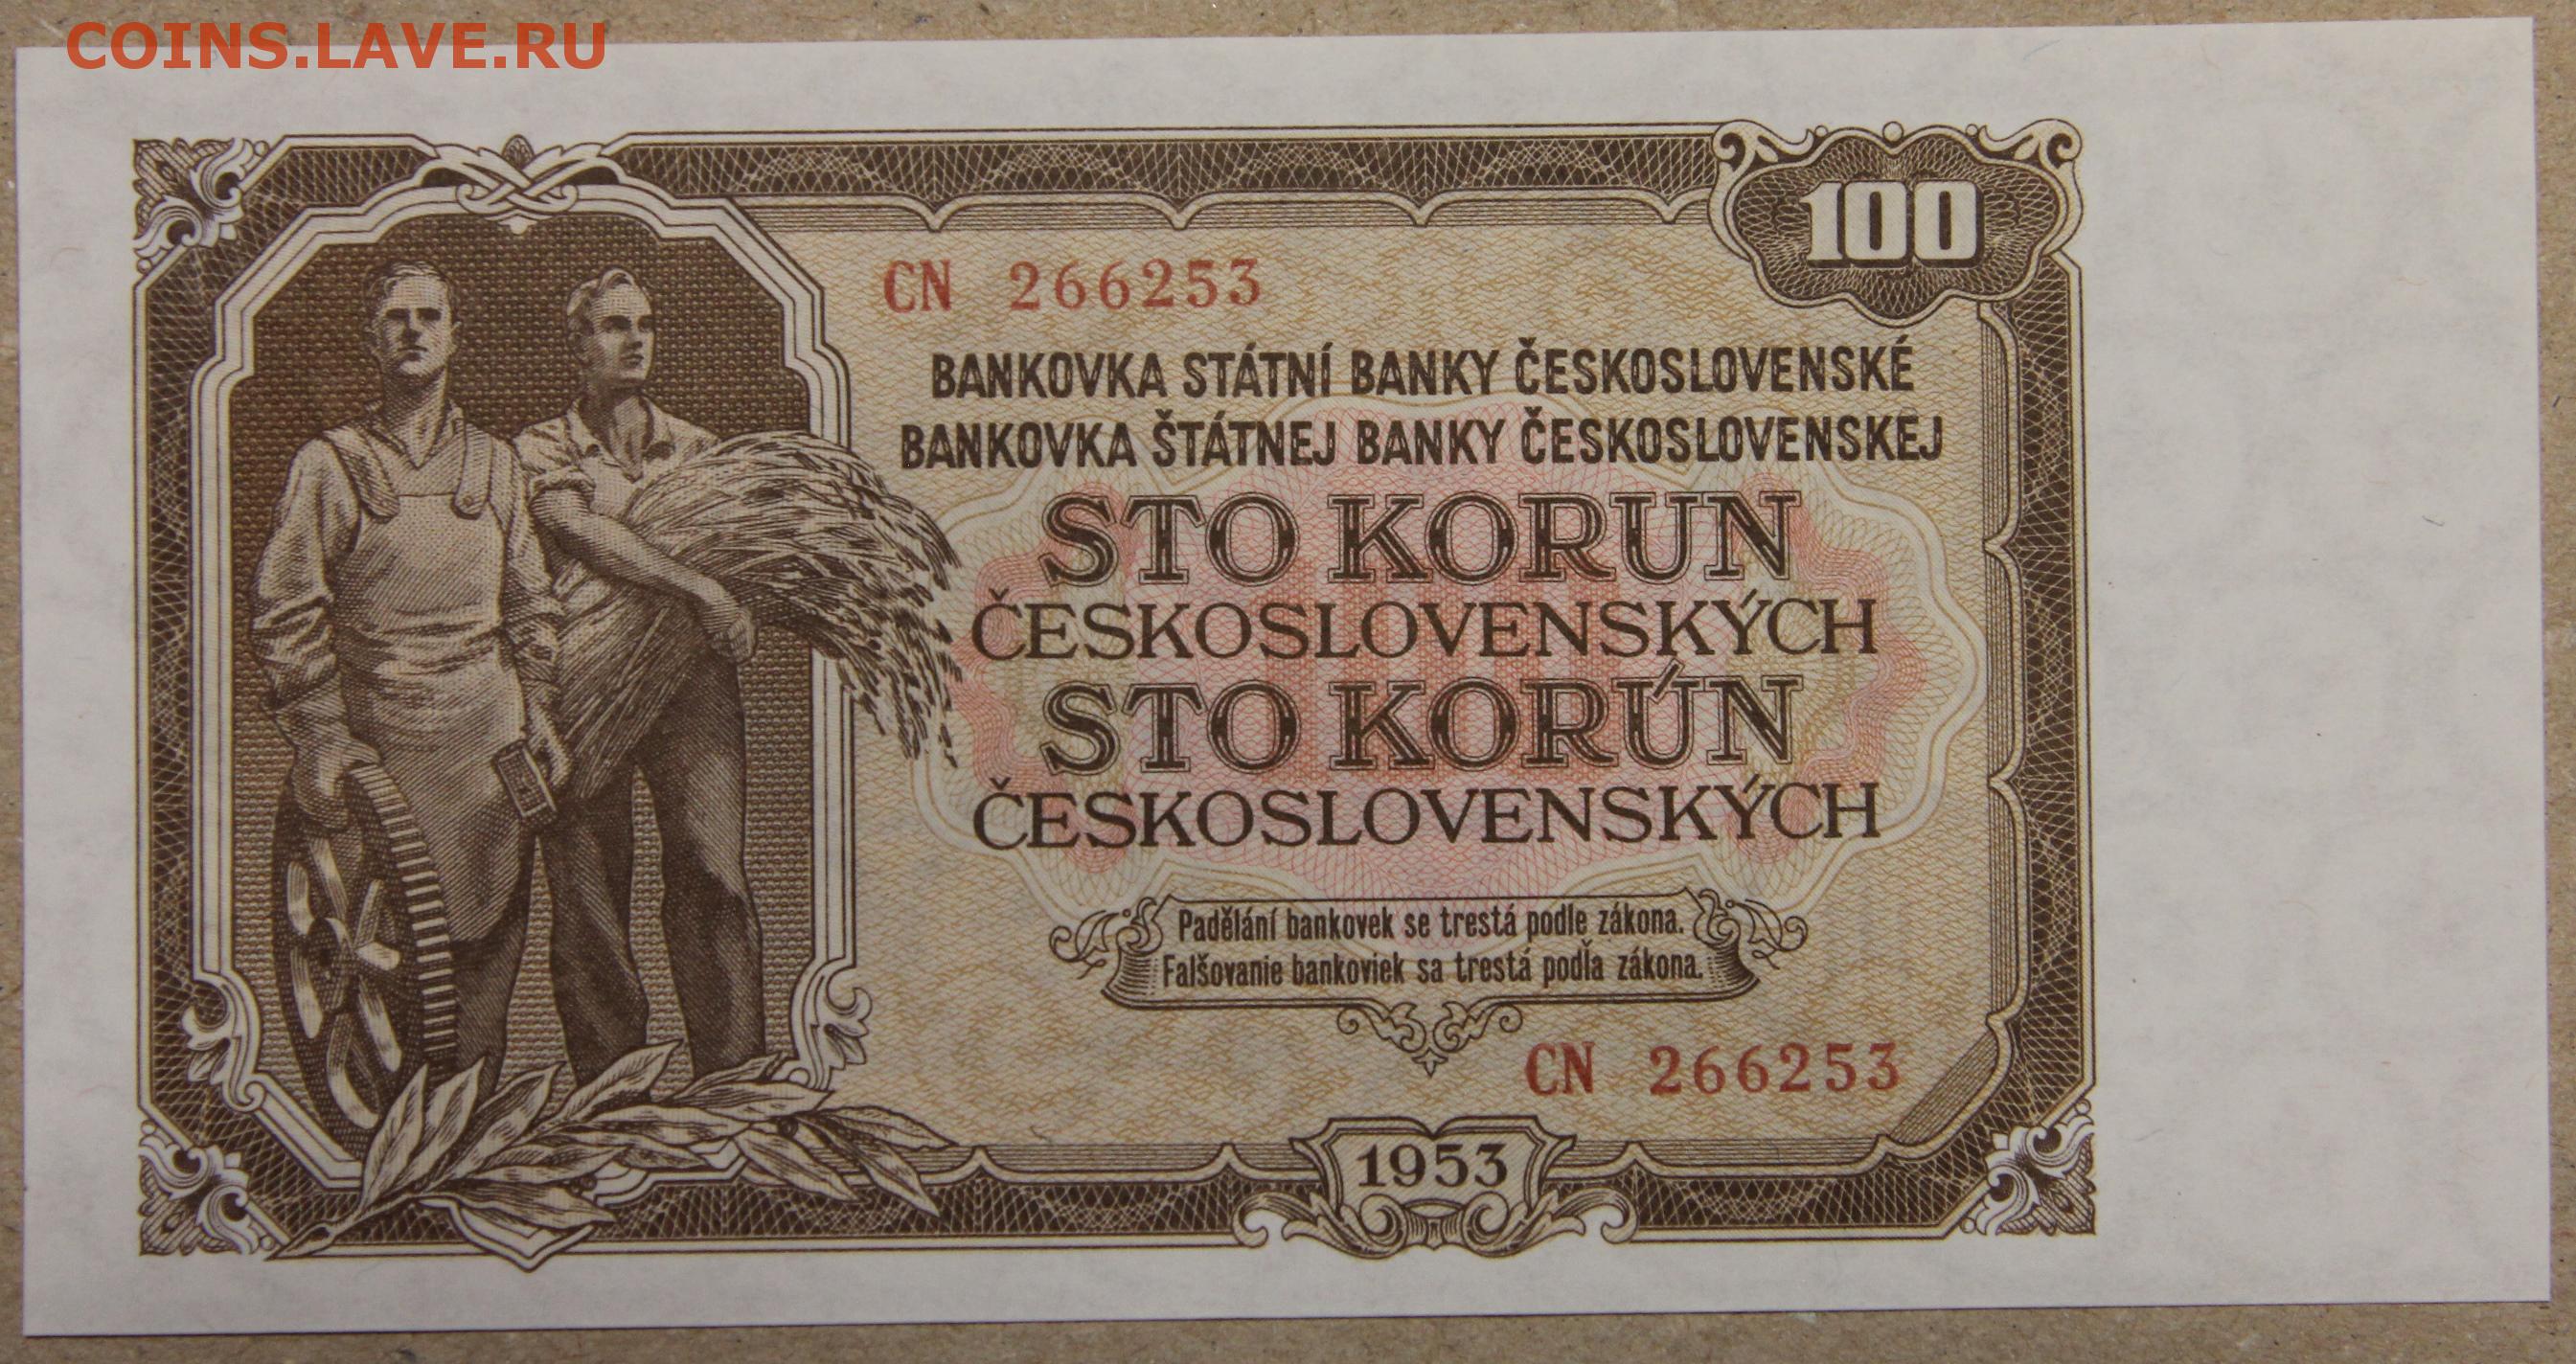 COINS.LAVE.RU
100
CN 266253
BANKOVKA STÁTNÍ BANKY ČESKOSLOVENSKÉ
BANKOVKA ŠTÁTNEJ BANKY ČESKOSLOVENSKEJ
STO KORUN
ČESKOSLOVENSKÝCH
STO KORÚN
ČESKOSLOVENSKÝCH
Padělání bankovek se trestá podle zákona.
Falšovanie bankoviek sa trestá podľa zákona.
CN 266253
1953